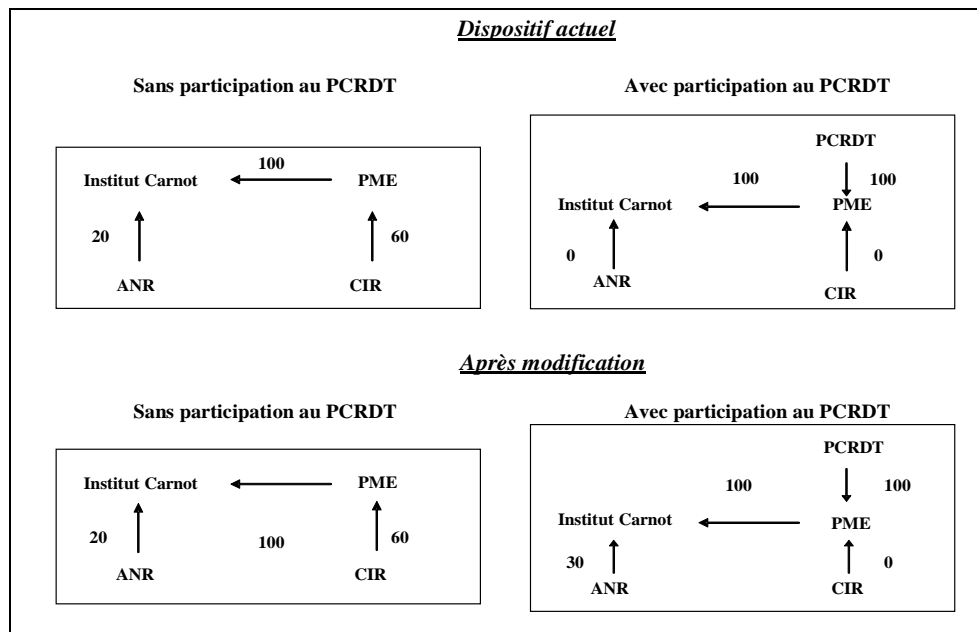 Dispositif actuel
Sans participation au PCRDT
Avec participation au PCRDT
100
Institut Carnot
PME
20
60
ANR
CIR
PCRDT
100
100
Institut Carnot
PME
0
0
ANR
CIR
Après modification
Sans participation au PCRDT
Avec participation au PCRDT
Institut Carnot
PME
20
100
60
ANR
CIR
PCRDT
100
100
Institut Carnot
PME
30
0
ANR
CIR